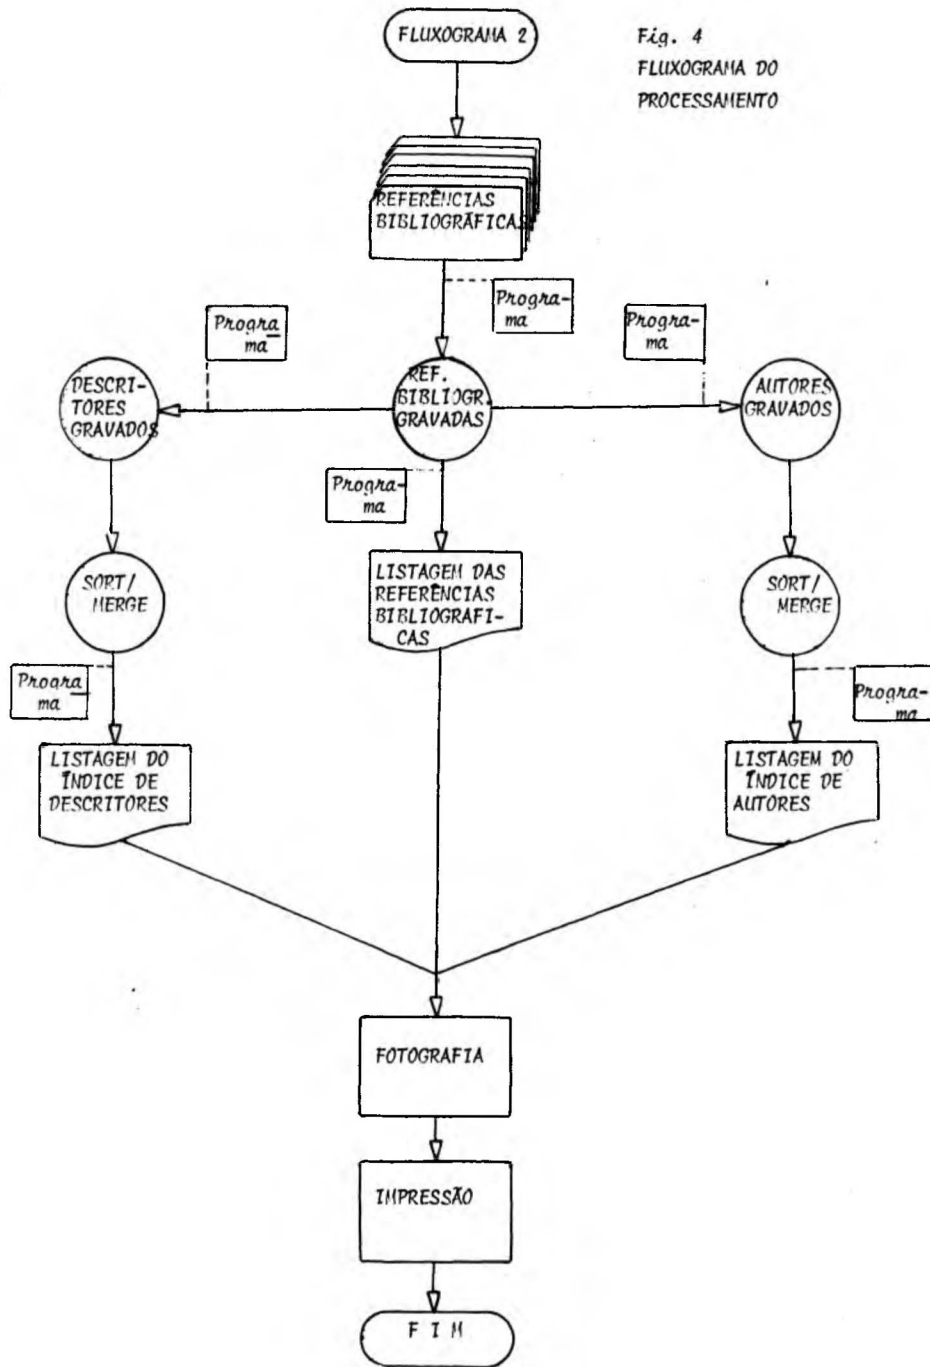 FLUXOGRAMA 2
Fig. 4
FLUXOGRAMA DO
PROCESSAMENTO
REFERÊNCIAS
BIBLIOGRÁFICAS
Progra-
ma
Progra
ma
Progra-
ma
DESCRI-
TORES
GRAVADOS
REF.
BIBLIOGR.
GRAVADAS
AUTORES
GRAVADOS
Progra-
ma
SORT/
MERGE
LISTAGEM DAS
REFERÊNCIAS
BIBLIOGRAFI-
CAS
SORT/
MERGE
Progra
ma
Progra-
ma
LISTAGEM DO
ÍNDICE DE
DESCRITORES
LISTAGEM DO
ÍNDICE DE
AUTORES
FOTOGRAFIA
IMPRESSÃO
F I M